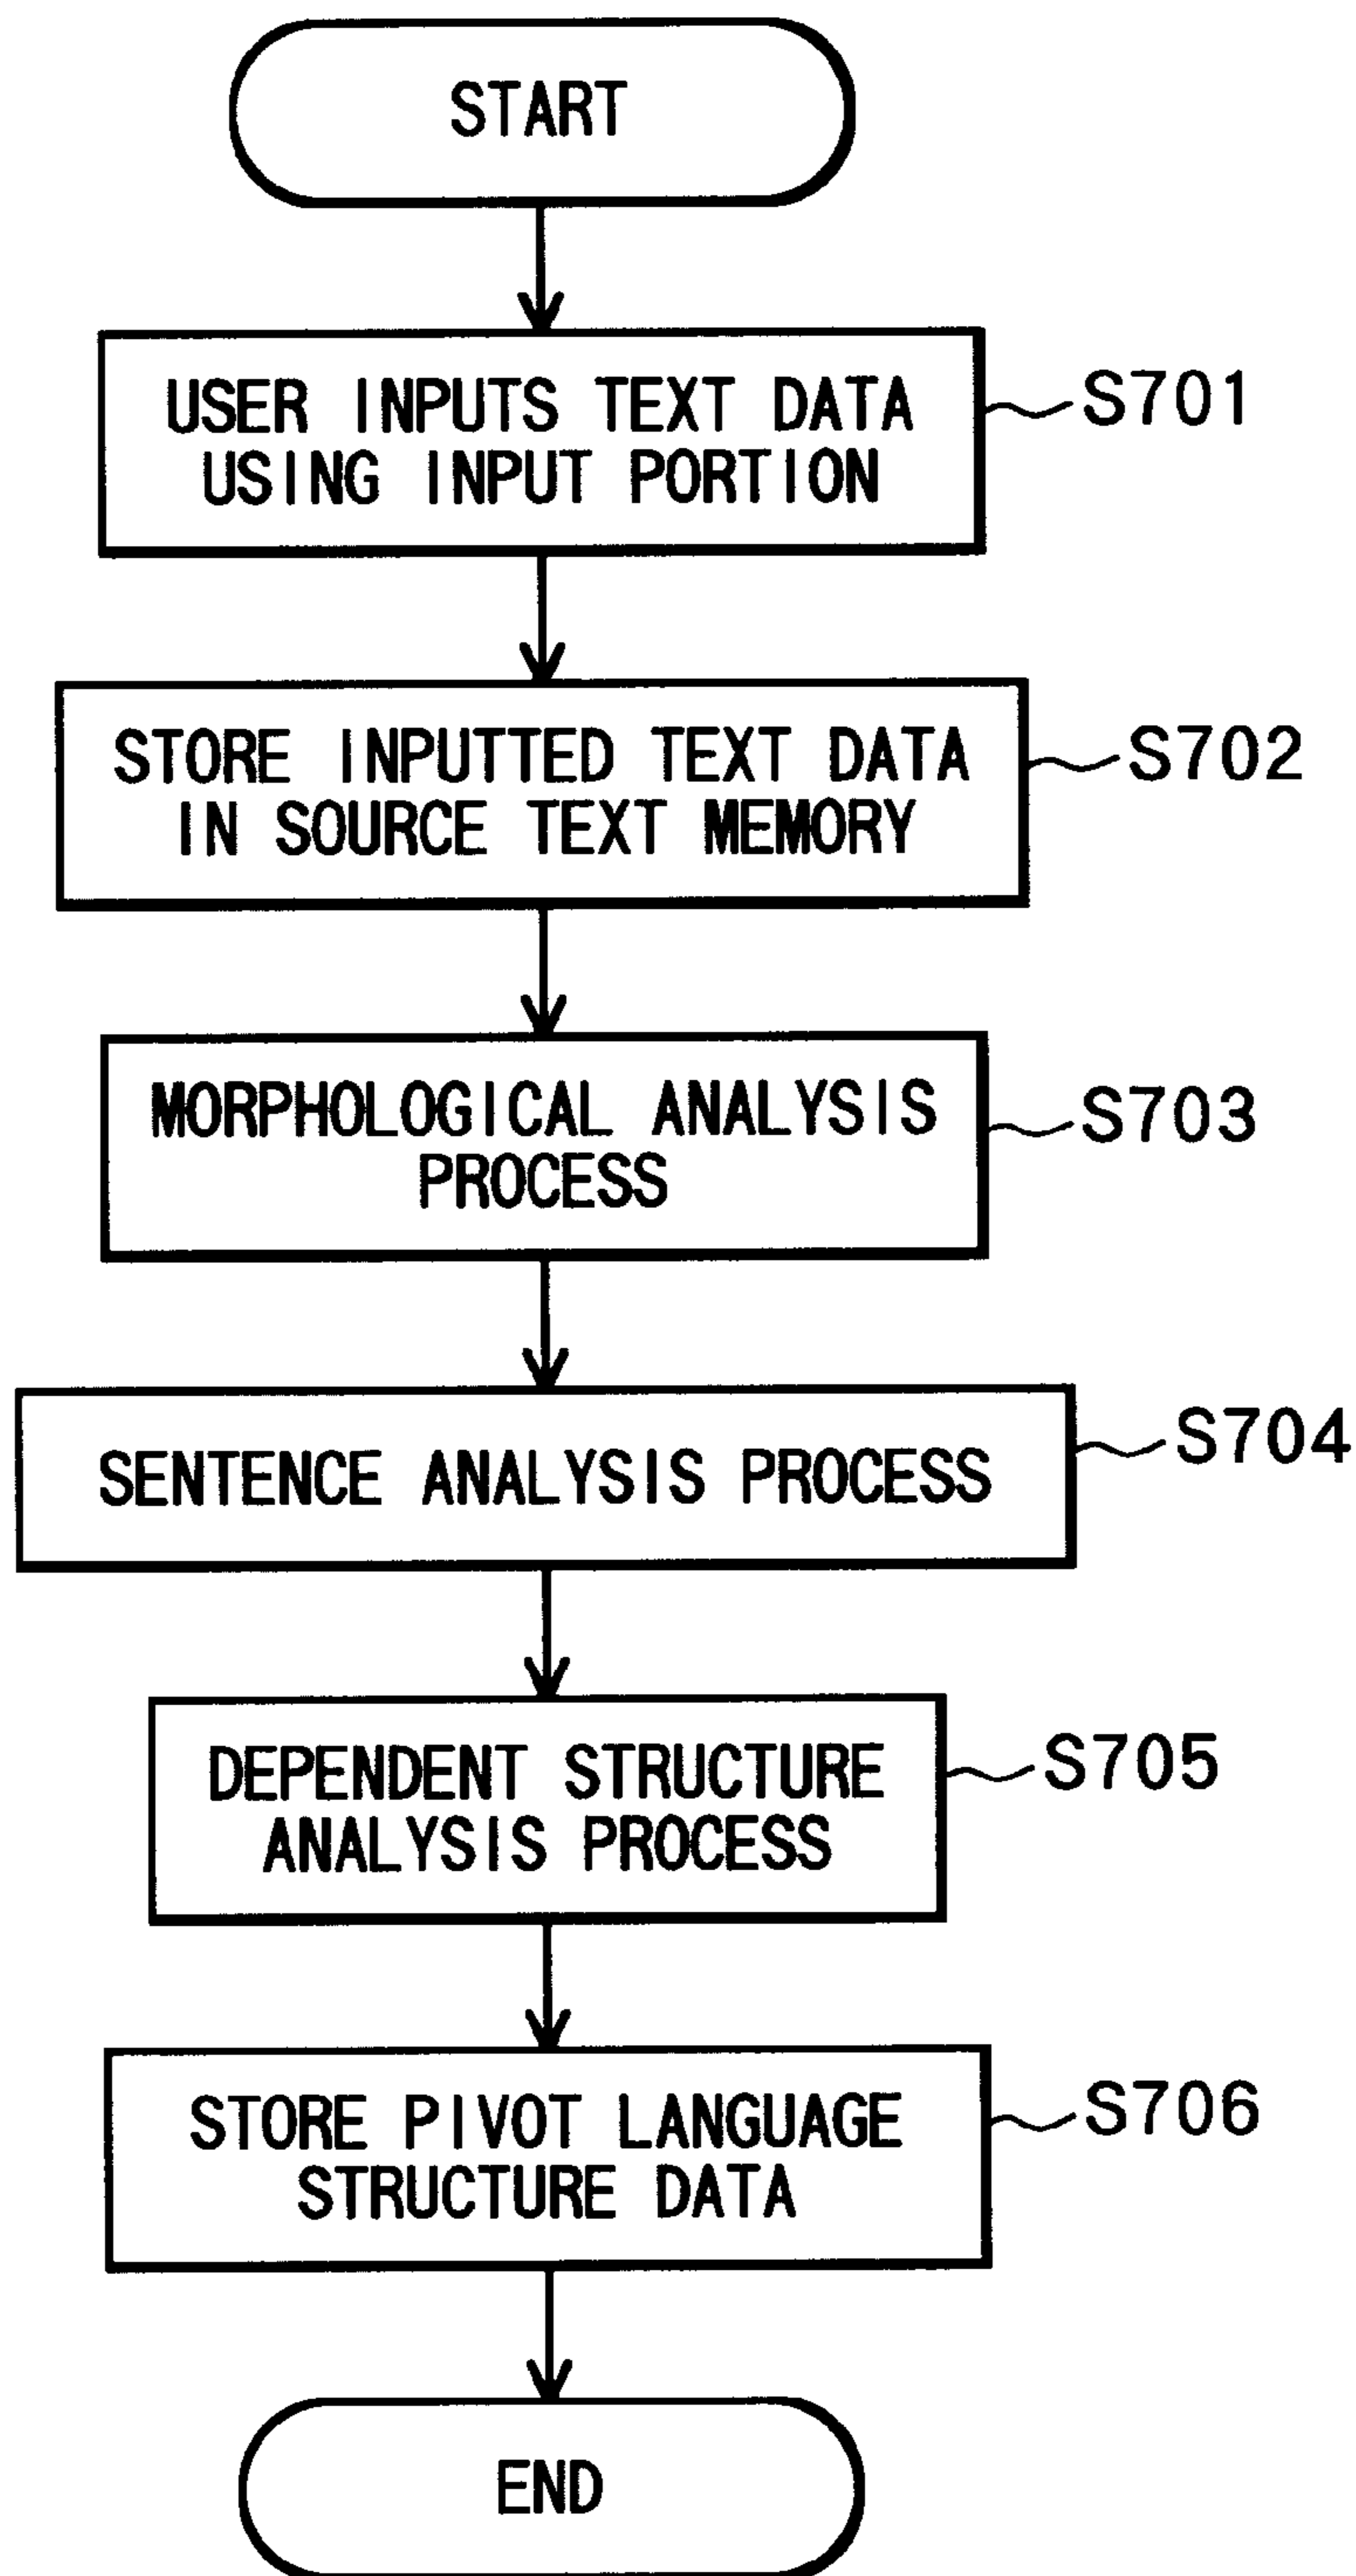 START
USER INPUTS TEXT DATA
USING INPUT PORTION
S701
STORE INPUTTED TEXT DATA
IN SOURCE TEXT MEMORY
S702
MORPHOLOGICAL ANALYSIS
PROCESS
S703
SENTENCE ANALYSIS PROCESS
S704
DEPENDENT STRUCTURE
ANALYSIS PROCESS
S705
STORE PIVOT LANGUAGE
STRUCTURE DATA
S706
END